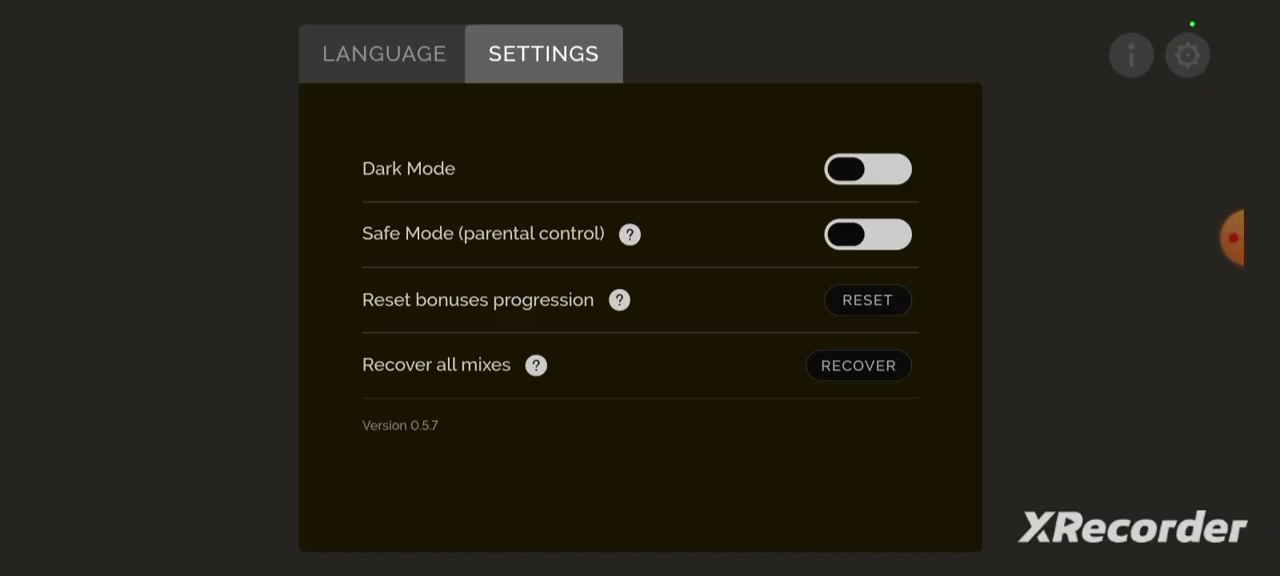 LANGUAGE
SETTINGS
Dark Mode
Safe Mode (parental control) ?
Reset bonuses progression ?
RESET
Recover all mixes ?
RECOVER
Version 0.5.7
XRecorder